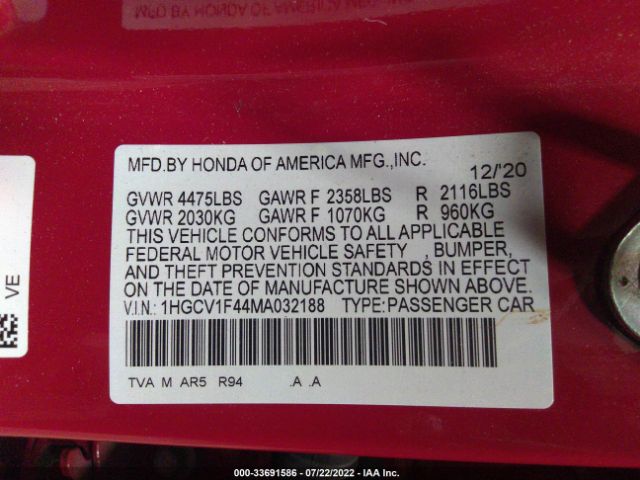 MFD.BY HONDA OF AMERICA MFG.,INC. 12/'20
GVWR 4475LBS GAWR F 2358LBS R 2116LBS
GVWR 2030KG GAWR F 1070KG R 960KG
THIS VEHICLE CONFORMS TO ALL APPLICABLE
FEDERAL MOTOR VEHICLE SAFETY , BUMPER,
AND THEFT PREVENTION STANDARDS IN EFFECT
ON THE DATE OF MANUFACTURE SHOWN ABOVE.
V.I.N.: 1HGCV1F44MA032188 TYPE:PASSENGER CAR
TVA M AR5 R94 .A .A
VE
000-33691586 - 07/22/2022 - IAA Inc.